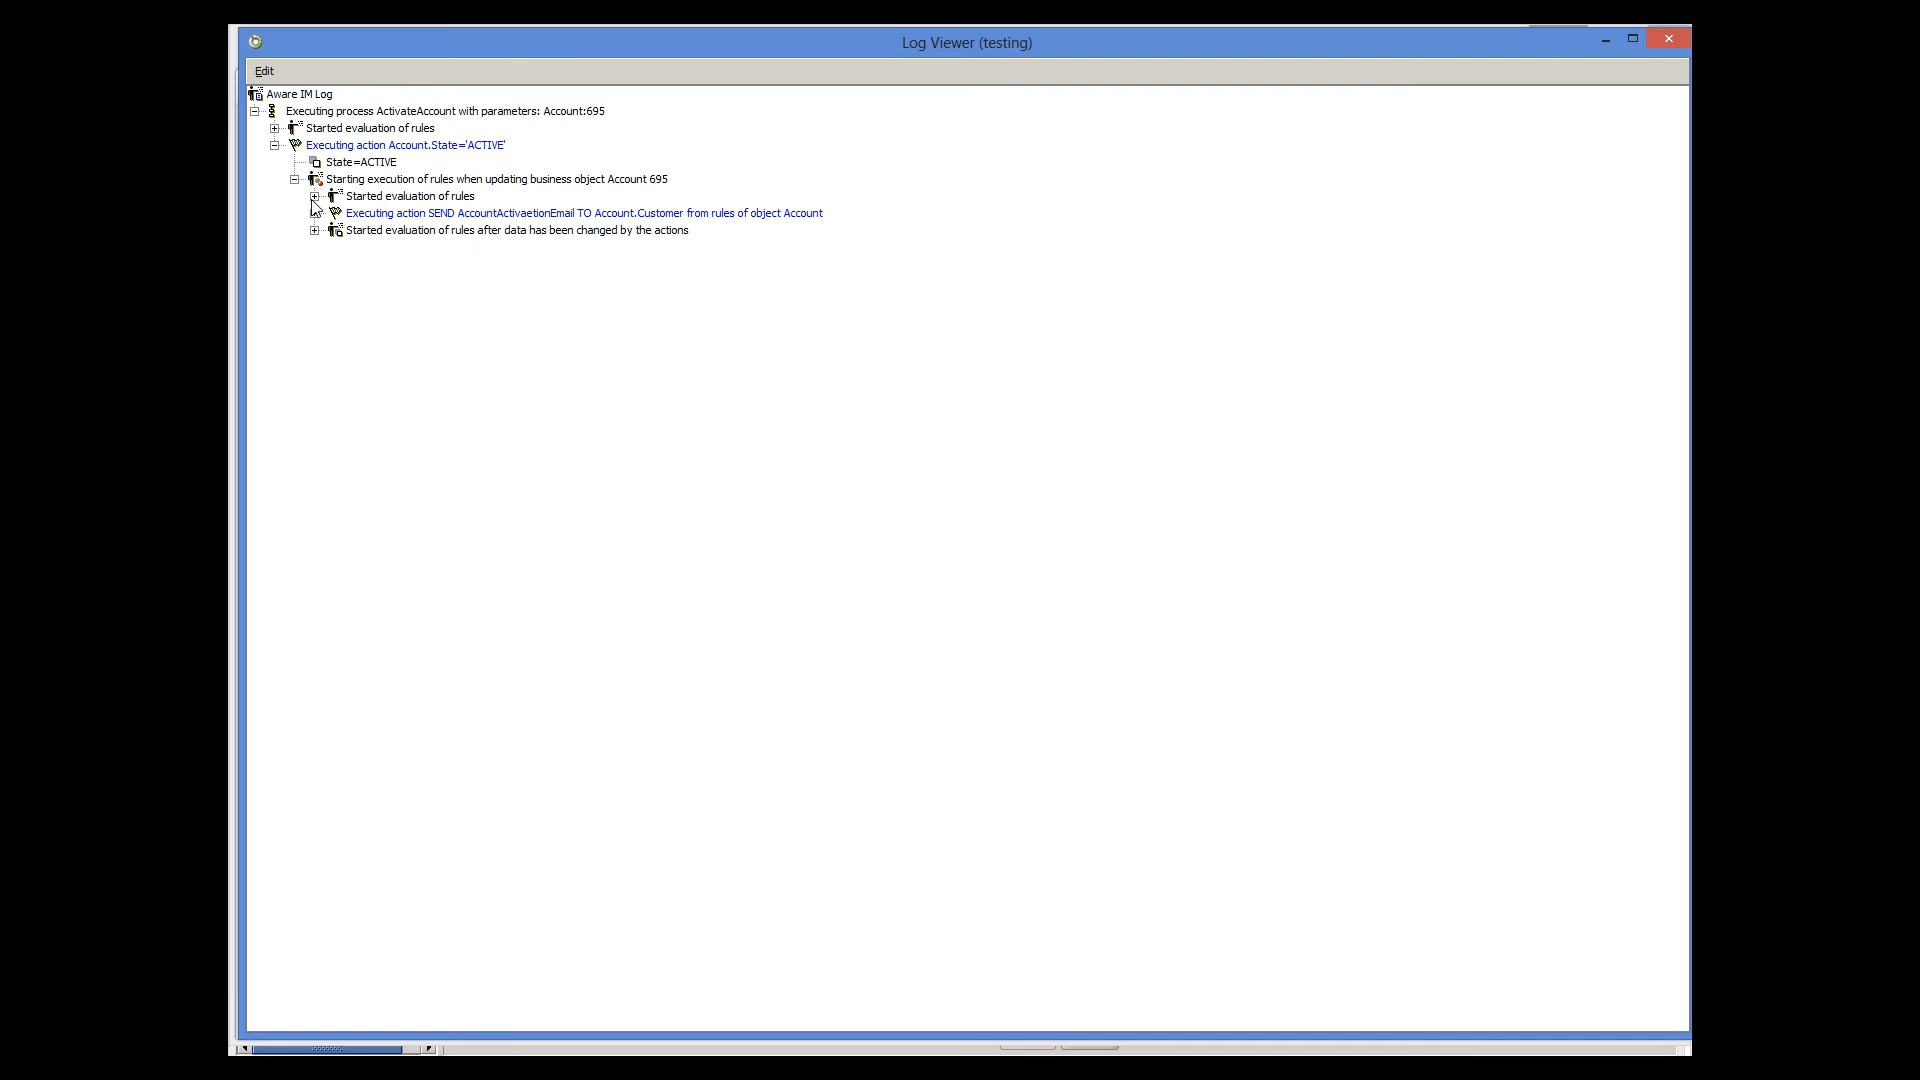 Log Viewer (testing)
Edit
Aware IM Log
Executing process ActivateAccount with parameters: Account:695
Started evaluation of rules
Executing action Account.State='ACTIVE'
State=ACTIVE
Starting execution of rules when updating business object Account 695
Started evaluation of rules
Executing action SEND AccountActivaetionEmail TO Account.Customer from rules of object Account
Started evaluation of rules after data has been changed by the actions